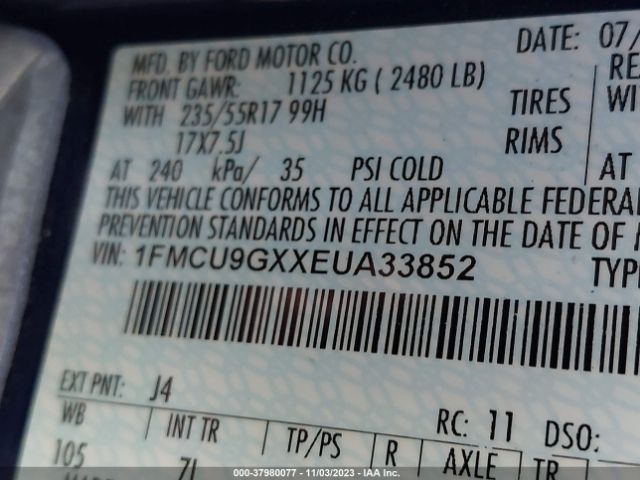 MFD. BY FORD MOTOR CO.
DATE: 07/
FRONT GAWR: 1125 KG ( 2480 LB)
WITH 235/55R17 99H TIRES
17X7.5J RIMS
AT 240 kPa/ 35 PSI COLD
AT
THIS VEHICLE CONFORMS TO ALL APPLICABLE FEDERA
PREVENTION STANDARDS IN EFFECT ON THE DATE OF
VIN: 1FMCU9GXXEUA33852
TYP
EXT PNT: J4
RC: 11 DSO:
WB INT TR TP/PS R AXLE TR
105
000-37980077 - 11/03/2023 - IAA Inc.